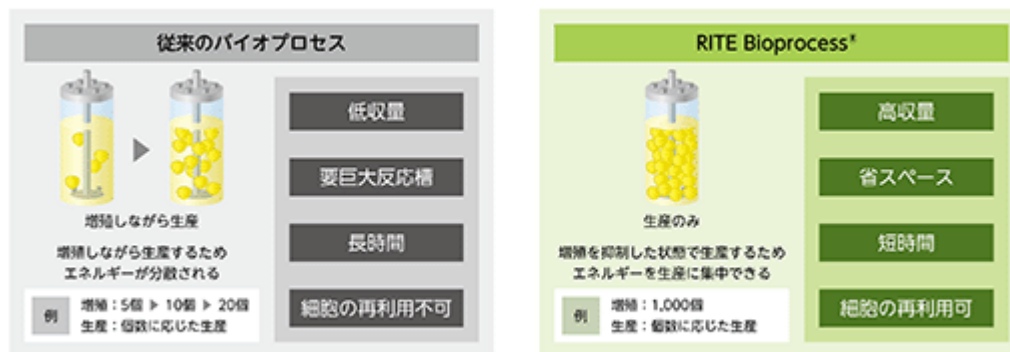 従来のバイオプロセス
増殖しながら生産
増殖しながら生産するため
エネルギーが分散される
例
増殖：5個 ▶ 10個 ▶ 20個
生産：個数に応じた生産
低収量
要巨大反応槽
長時間
細胞の再利用不可
RITE Bioprocess®
生産のみ
増殖を抑制した状態で生産するため
エネルギーを生産に集中できる
例
増殖：1,000個
生産：個数に応じた生産
高収量
省スペース
短時間
細胞の再利用可